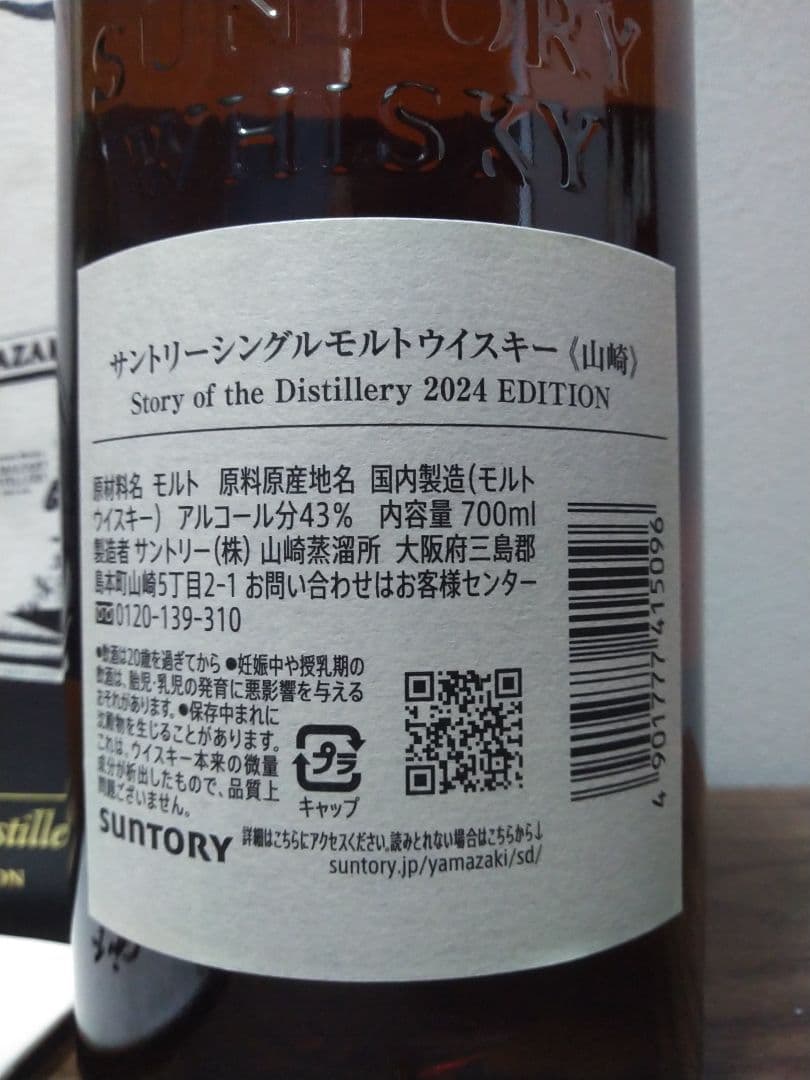 SUNTORY
WHISKY
サントリーシングルモルトウイスキー《山崎》
Story of the Distillery 2024 EDITION
原材料名 モルト 原料原産地名 国内製造(モルト
ウイスキー) アルコール分43% 内容量 700ml
製造者 サントリー(株) 山崎蒸溜所 大阪府三島郡
島本町山崎5丁目2-1 お問い合わせはお客様センター
0120-139-310
●飲酒は20歳を過ぎてから ●妊娠中や授乳期の
飲酒は、胎児・乳児の発育に悪影響を与える
おそれがあります。●保存中まれに
沈殿物を生じることがあります。
これは、ウイスキー本来の微量
成分が析出したもので、品質上
問題ございません。
プラ
キャップ
4 901777 415096
SUNTORY
詳細はこちらにアクセスください。読みとれない場合はこちらから↓
suntory.jp/yamazaki/sd/
AZAK
stille
ON